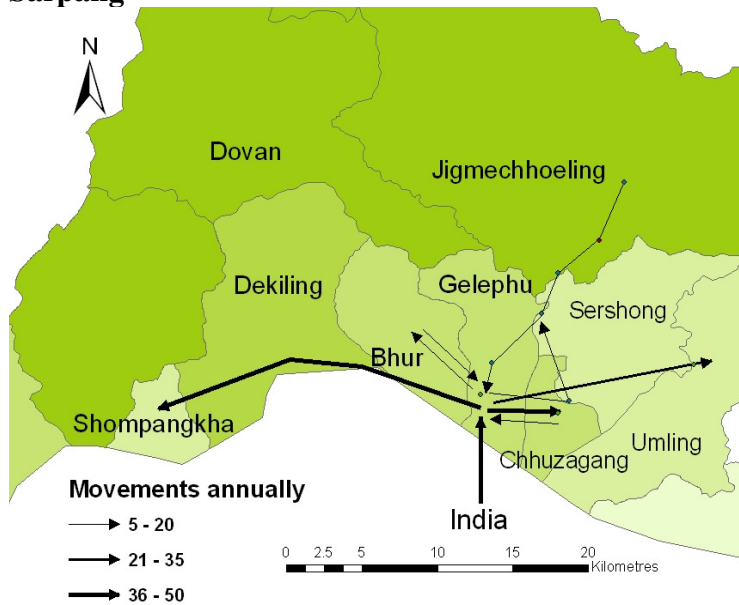 Sarpang
N
Dovan
Jigmechhoeling
Dekiling
Gelephu
Sershong
Bhur
Shompangkha
Umling
Chhuzagang
India
Movements annually
5 - 20
21 - 35
36 - 50
0 2.5 5 10 15 20
Kilometres